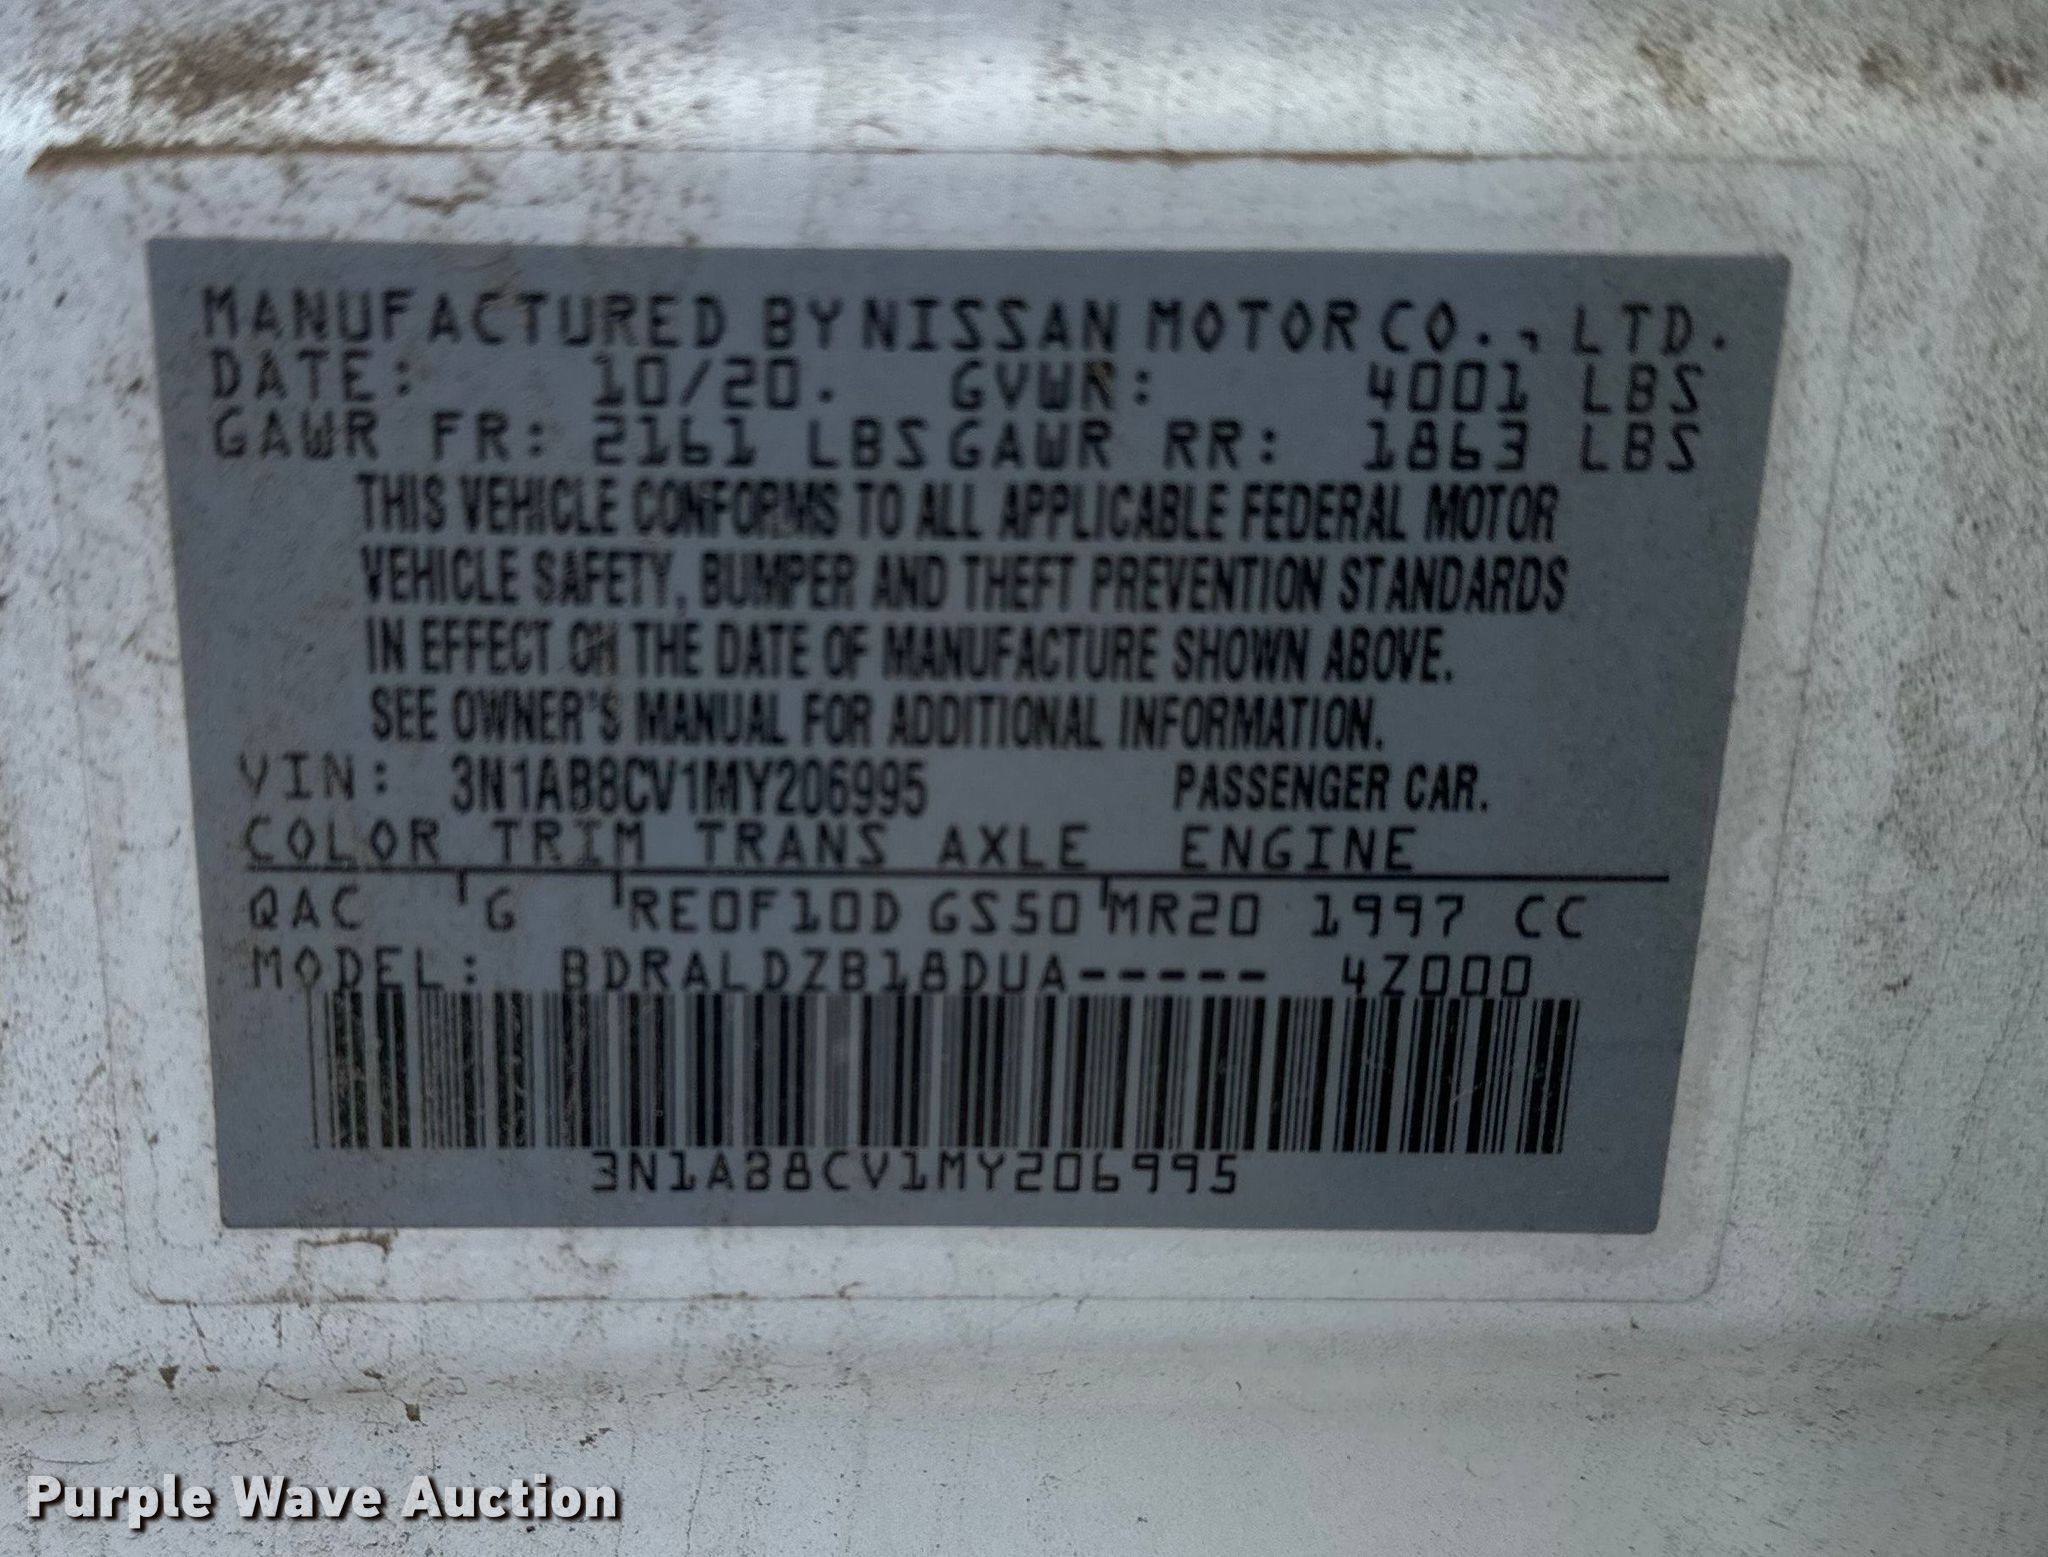 MANUFACTURED BY NISSAN MOTOR CO., LTD.
DATE: 10/20. GVWR: 4001 LBS
GAWR FR: 2161 LBS GAWR RR: 1863 LBS
THIS VEHICLE CONFORMS TO ALL APPLICABLE FEDERAL MOTOR
VEHICLE SAFETY, BUMPER AND THEFT PREVENTION STANDARDS
IN EFFECT ON THE DATE OF MANUFACTURE SHOWN ABOVE.
SEE OWNER'S MANUAL FOR ADDITIONAL INFORMATION.
VIN: 3N1AB8CV1MY206995 PASSENGER CAR.
COLOR TRIM TRANS AXLE ENGINE
QAC G RE0F10D GS50 MR20 1997 CC
MODEL: BDRALDZB18DUA----- 4Z000
3N1AB8CV1MY206995
Purple Wave Auction